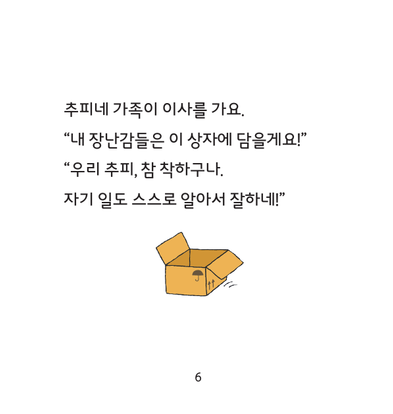 추피네 가족이 이사를 가요.
“내 장난감들은 이 상자에 담을게요!”
“우리 추피, 참 착하구나.
자기 일도 스스로 알아서 잘하네!”
6